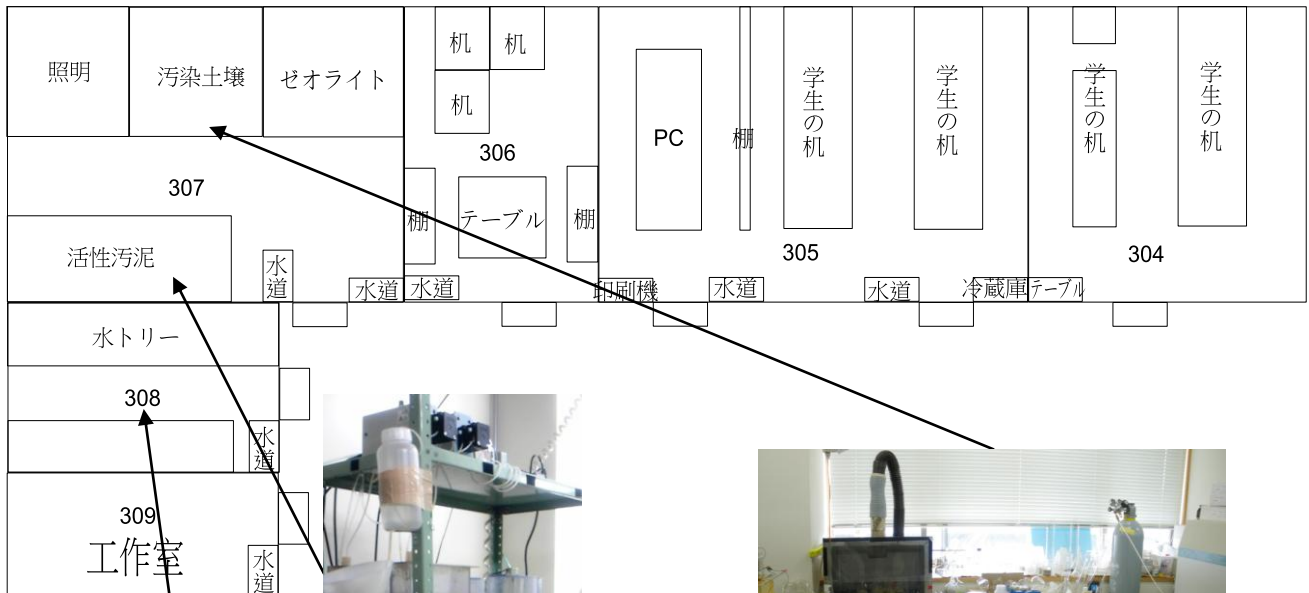 照明
汚染土壌
ゼオライト
307
活性汚泥
水道
水道
机
机
机
306
棚
テーブル
棚
水道
印刷機
PC
棚
学生の机
学生の机
305
水道
水道
冷蔵庫
学生の机
学生の机
304
テーブル
水トリー
308
水道
309
工作室
水道